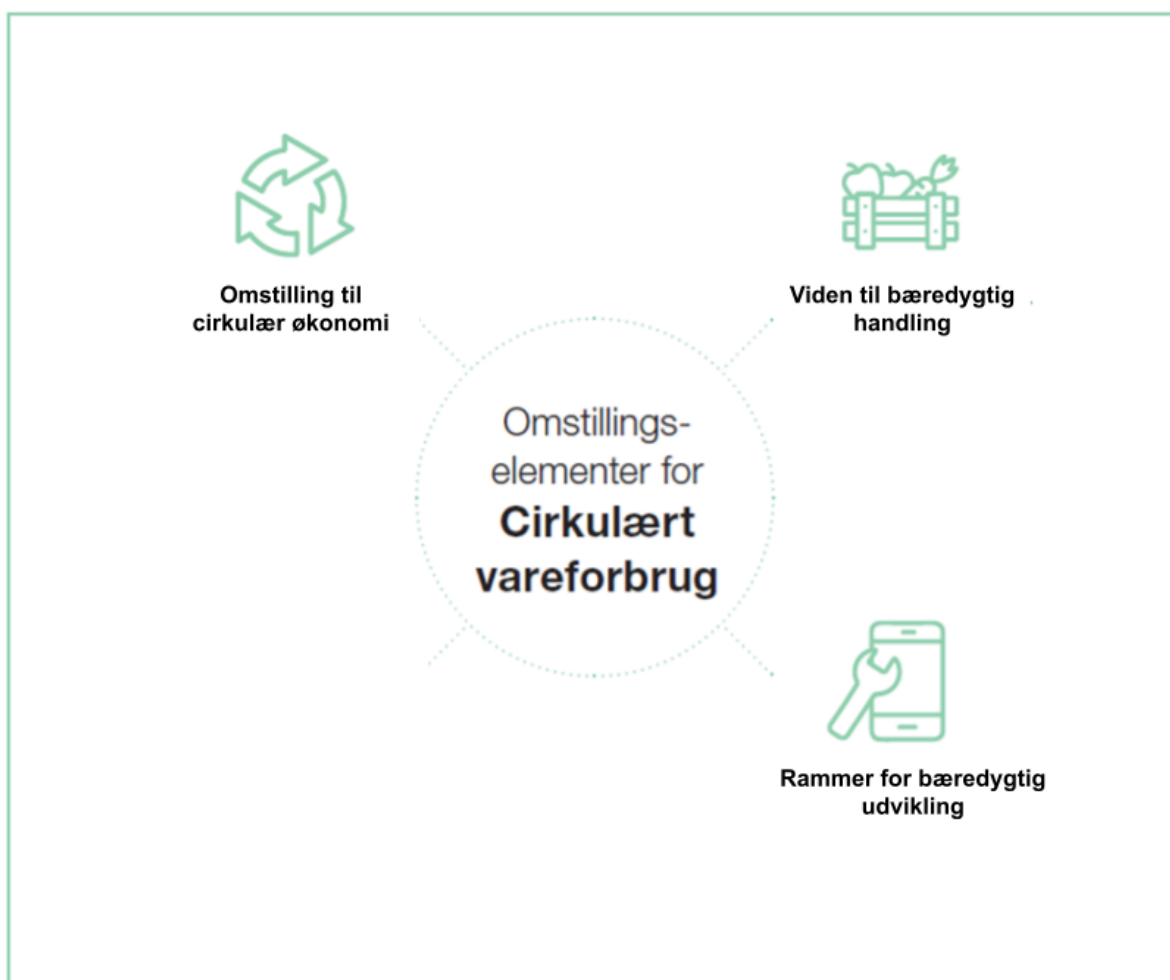 Omstilling til
cirkulær økonomi
Viden til bæredygtig
handling
Omstillings-
elementer for
Cirkulært
vareforbrug
Rammer for bæredygtig
udvikling